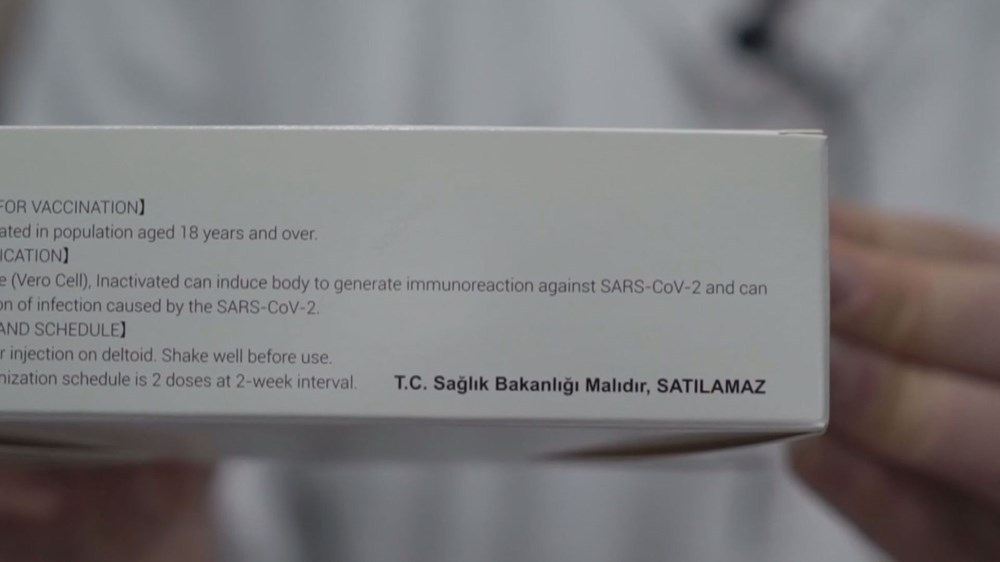 FOR VACCINATION】
ated in population aged 18 years and over.
ICATION】
e (Vero Cell), Inactivated can induce body to generate immunoreaction against SARS-CoV-2 and can
on of infection caused by the SARS-CoV-2.
AND SCHEDULE】
r injection on deltoid. Shake well before use.
nization schedule is 2 doses at 2-week interval. T.C. Sağlık Bakanlığı Malıdır, SATILAMAZ